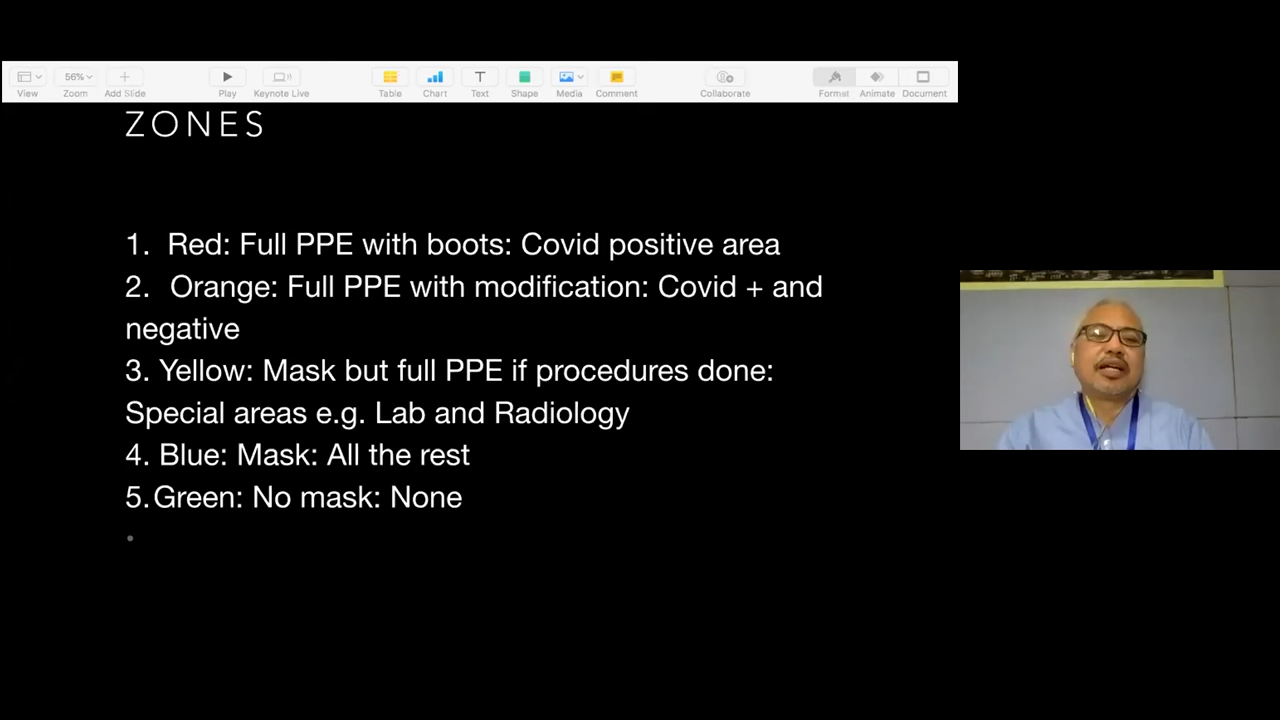 56%
View
Zoom
Add Slide
Play
Keynote Live
Table
Chart
Text
Shape
Media
Comment
Collaborate
Format
Animate
Document
ZONES
1. Red: Full PPE with boots: Covid positive area
2. Orange: Full PPE with modification: Covid + and
negative
3. Yellow: Mask but full PPE if procedures done:
Special areas e.g. Lab and Radiology
4. Blue: Mask: All the rest
5. Green: No mask: None